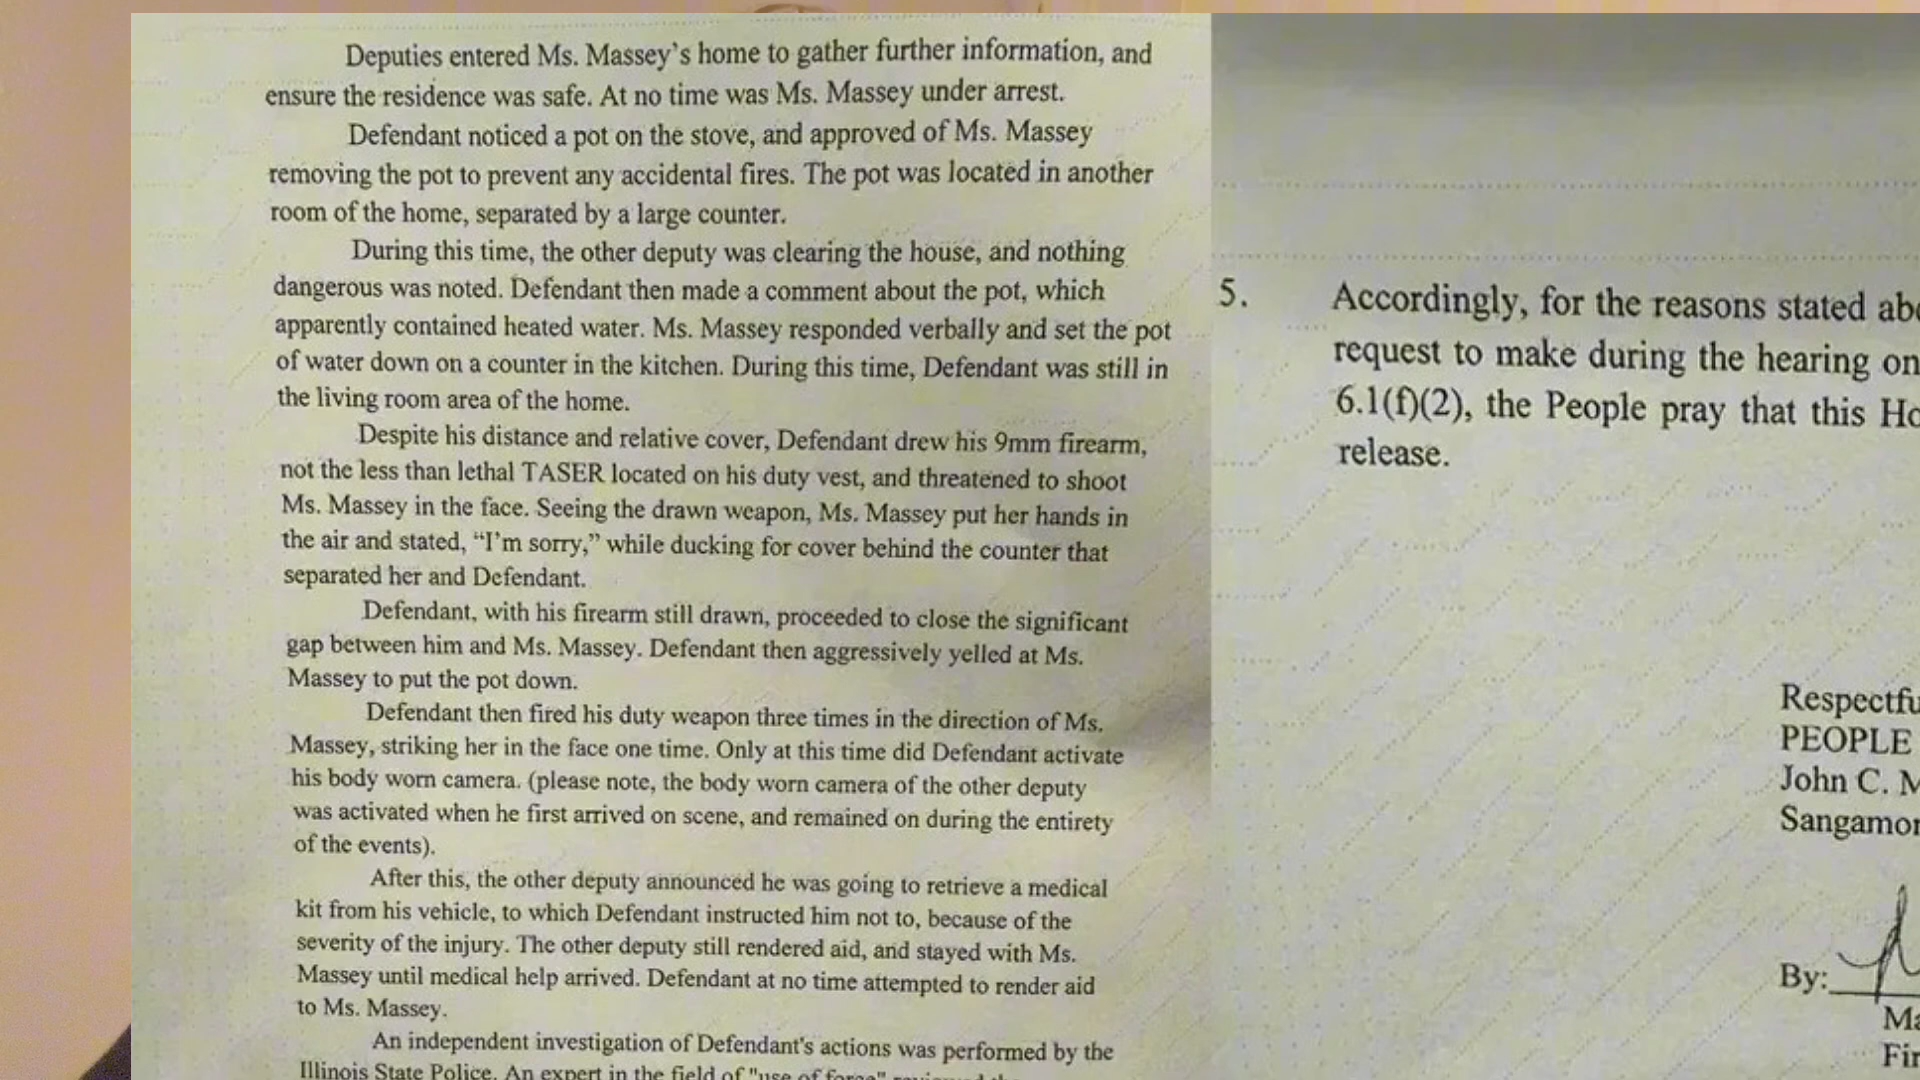 Deputies entered Ms. Massey's home to gather further information, and
ensure the residence was safe. At no time was Ms. Massey under arrest.
Defendant noticed a pot on the stove, and approved of Ms. Massey
removing the pot to prevent any accidental fires. The pot was located in another
room of the home, separated by a large counter.
During this time, the other deputy was clearing the house, and nothing
dangerous was noted. Defendant then made a comment about the pot, which
apparently contained heated water. Ms. Massey responded verbally and set the pot
of water down on a counter in the kitchen. During this time, Defendant was still in
the living room area of the home.
Despite his distance and relative cover, Defendant drew his 9mm firearm,
not the less than lethal TASER located on his duty vest, and threatened to shoot
Ms. Massey in the face. Seeing the drawn weapon, Ms. Massey put her hands in
the air and stated, “I'm sorry,” while ducking for cover behind the counter that
separated her and Defendant.
Defendant, with his firearm still drawn, proceeded to close the significant
gap between him and Ms. Massey. Defendant then aggressively yelled at Ms.
Massey to put the pot down.
Defendant then fired his duty weapon three times in the direction of Ms.
Massey, striking her in the face one time. Only at this time did Defendant activate
his body worn camera. (please note, the body worn camera of the other deputy
was activated when he first arrived on scene, and remained on during the entirety
of the events).
After this, the other deputy announced he was going to retrieve a medical
kit from his vehicle, to which Defendant instructed him not to, because of the
severity of the injury. The other deputy still rendered aid, and stayed with Ms.
Massey until medical help arrived. Defendant at no time attempted to render aid
to Ms. Massey.
An independent investigation of Defendant's actions was performed by the
Illinois State Police. An expert in the field of "use of force"
5. Accordingly, for the reasons stated
request to make during the hearing on
6.1(f)(2), the People pray that this
release.
PEOPLE
John C.
By: